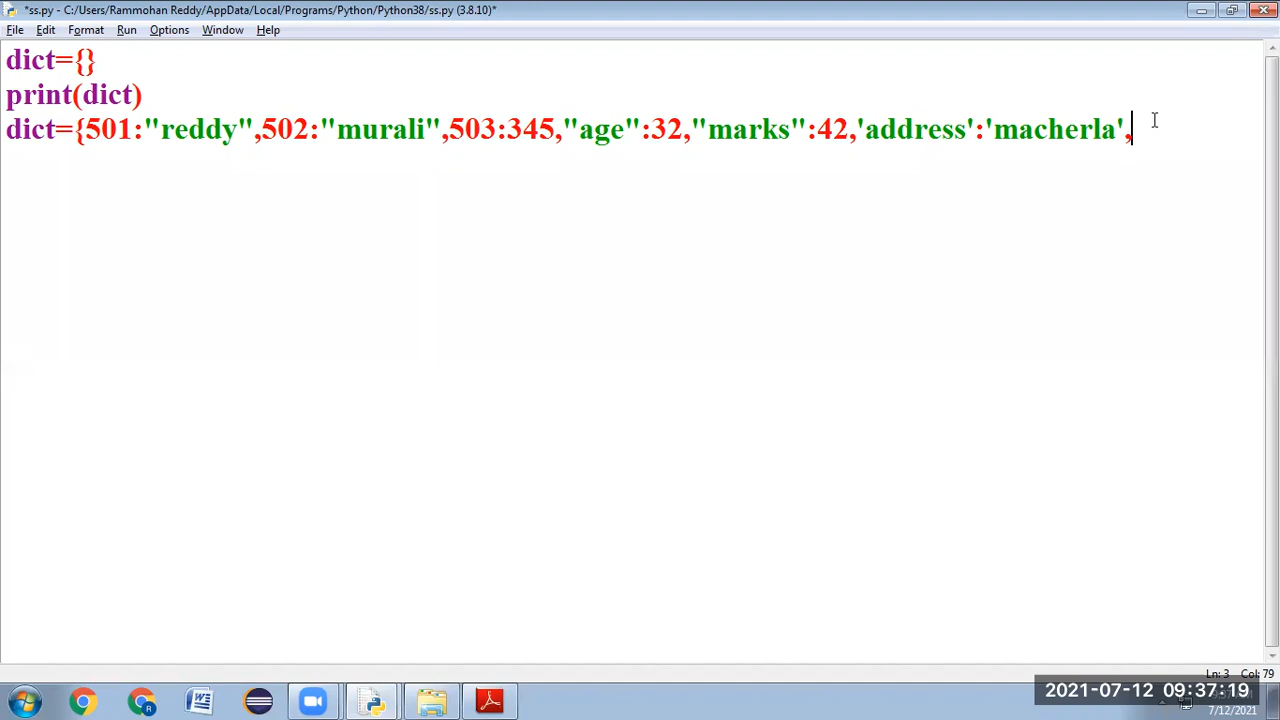 *ss.py - C:/Users/Rammohan Reddy/AppData/Local/Programs/Python/Python38/ss.py (3.8.10)*
File Edit Format Run Options Window Help
dict={}
print(dict)
dict={501:"reddy",502:"murali",503:345,"age":32,"marks":42,'address':'macherla',
Ln: 3 Col: 79
2021-07-12 09:37:19
7/12/2021